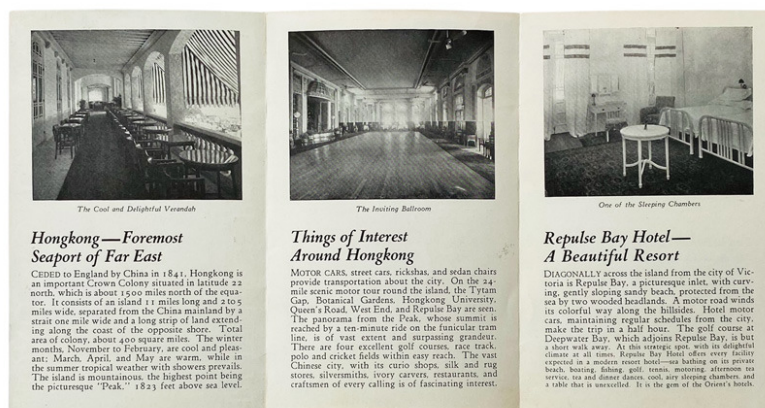 The Cool and Delightful Verandah
Hongkong—Foremost
Seaport of Far East
CEDED to England by China in 1841, Hongkong is
an important Crown Colony situated in latitude 22
north, which is about 1500 miles north of the equa-
tor. It consists of an island 11 miles long and 2 to 5
miles wide, separated from the China mainland by a
strait one mile wide and a long strip of land extend-
ing along the coast of the opposite shore. Total
area of colony, about 400 square miles. The winter
months, November to February, are cool and pleas-
ant; March, April, and May are warm, while in
the summer tropical weather with showers prevails.
The island is mountainous, the highest point being
the picturesque "Peak," 1823 feet above sea level.
The Inviting Ballroom
Things of Interest
Around Hongkong
MOTOR CARS, street cars, rickshas, and sedan chairs
provide transportation about the city. On the 24-
mile scenic motor tour round the island, the Tytam
Gap, Botanical Gardens, Hongkong University,
Queen's Road, West End, and Repulse Bay are seen.
The panorama from the Peak, whose summit is
reached by a ten-minute ride on the funicular tram
line, is of vast extent and surpassing grandeur.
There are four excellent golf courses, race track,
polo and cricket fields within easy reach. The vast
Chinese city, with its curio shops, silk and rug
stores, silversmiths, ivory carvers, restaurants, and
craftsmen of every calling is of fascinating interest.
One of the Sleeping Chambers
Repulse Bay Hotel—
A Beautiful Resort
DIAGONALLY across the island from the city of Vic-
toria is Repulse Bay, a picturesque inlet, with curv-
ing, gently sloping sandy beach, protected from the
sea by two wooded headlands. A motor road winds
its colorful way along the hillsides. Hotel motor
cars, maintaining regular schedules from the city,
make the trip in a half hour. The golf course at
Deepwater Bay, which adjoins Repulse Bay, is but
a short walk away. At this strategic spot, with its delightful
climate at all times, Repulse Bay Hotel offers every facility
expected in a modern resort hotel—sea bathing on its private
beach, boating, fishing, golf, tennis, motoring, afternoon tea
service, tea and dinner dances, cool, airy sleeping chambers, and
a table that is unexcelled. It is the gem of the Orient's hotels.